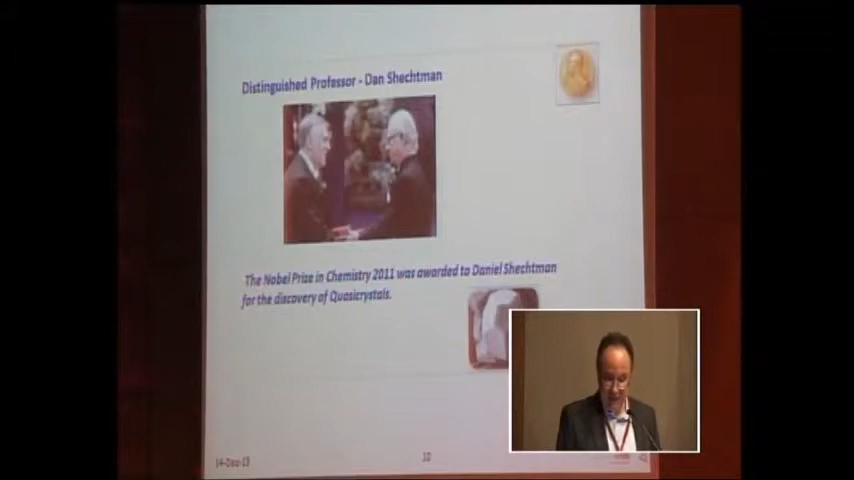 Distinguished Professor - Dan Shechtman
The Nobel Prize in Chemistry 2011 was awarded to Daniel Shechtman
for the discovery of Quasicrystals.
14-Dec-13
10